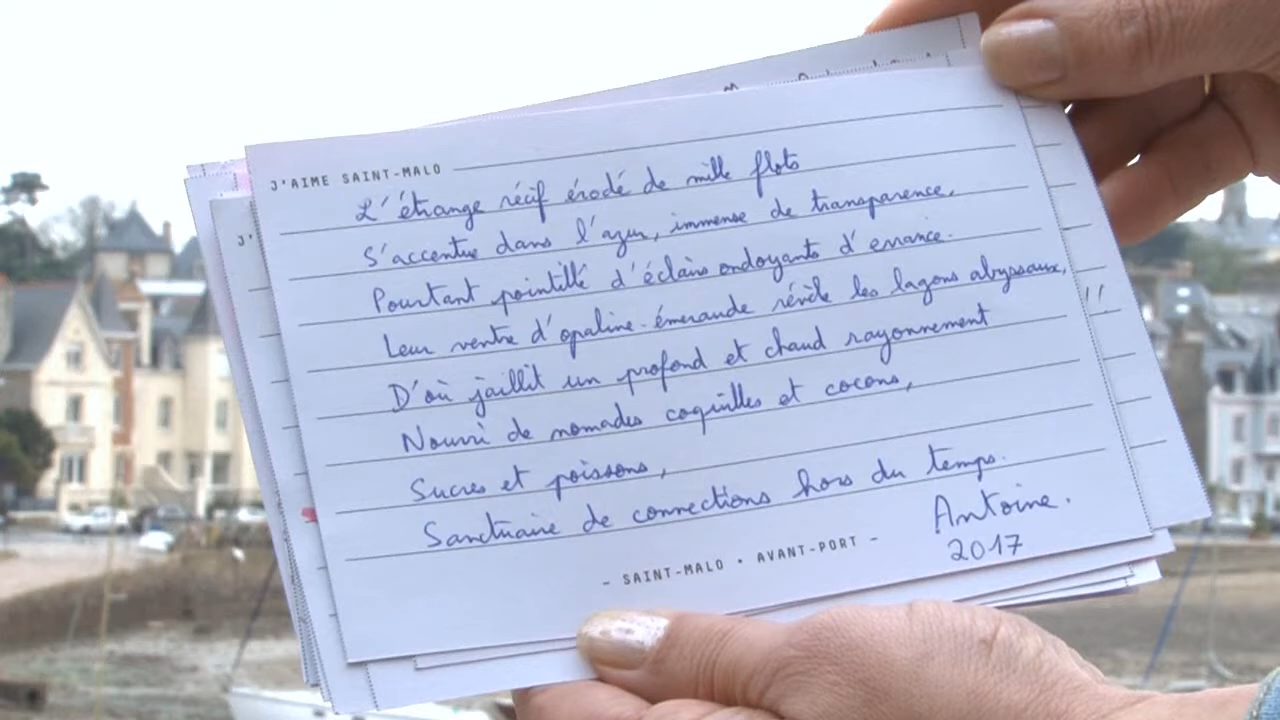 J'AIME SAINT-MALO
L'étrange récif érodé de mille flots
S'accentue dans l'azur, immense de transparence,
Pourtant pointillé d'éclairs ondoyants d'errance.
Leur ventre d'opaline-émeraude révèle les lagons abyssaux,
D'où jaillit un profond et chaud rayonnement
Nourri de nomades coquilles et cocons,
Sucres et poissons,
Sanctuaire de connections hors du temps.
Antoine.
2017
- SAINT-MALO • AVANT-PORT -
J'
!!